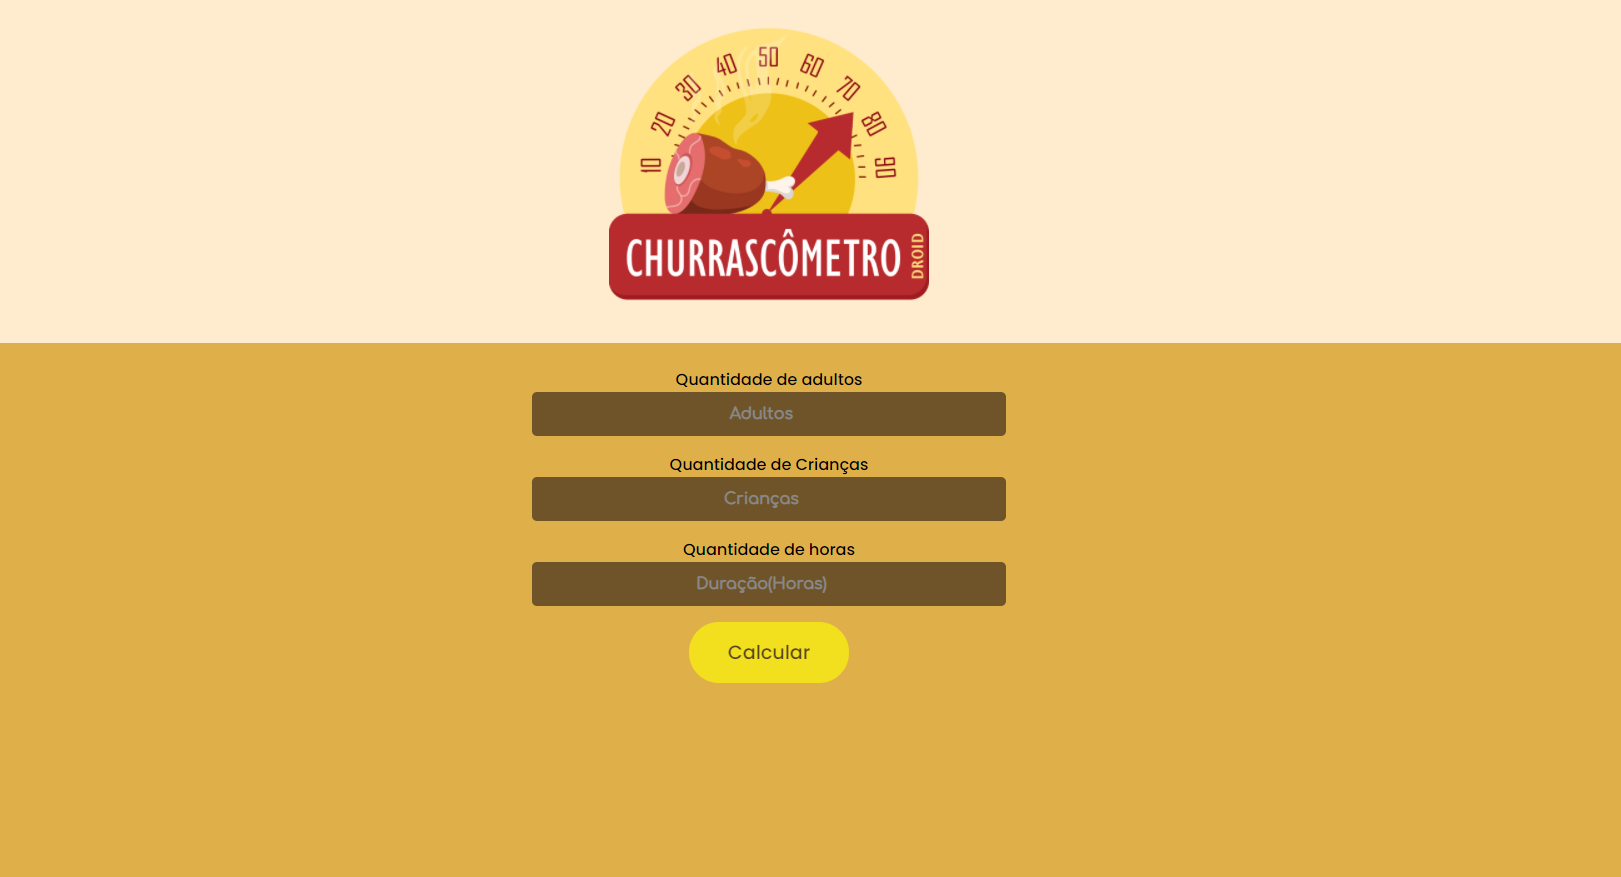 10
20
30
40
50
60
70
80
90
CHURRASCÔMETRO
DROID
Quantidade de adultos
Adultos
Quantidade de Crianças
Crianças
Quantidade de horas
Duração(Horas)
Calcular